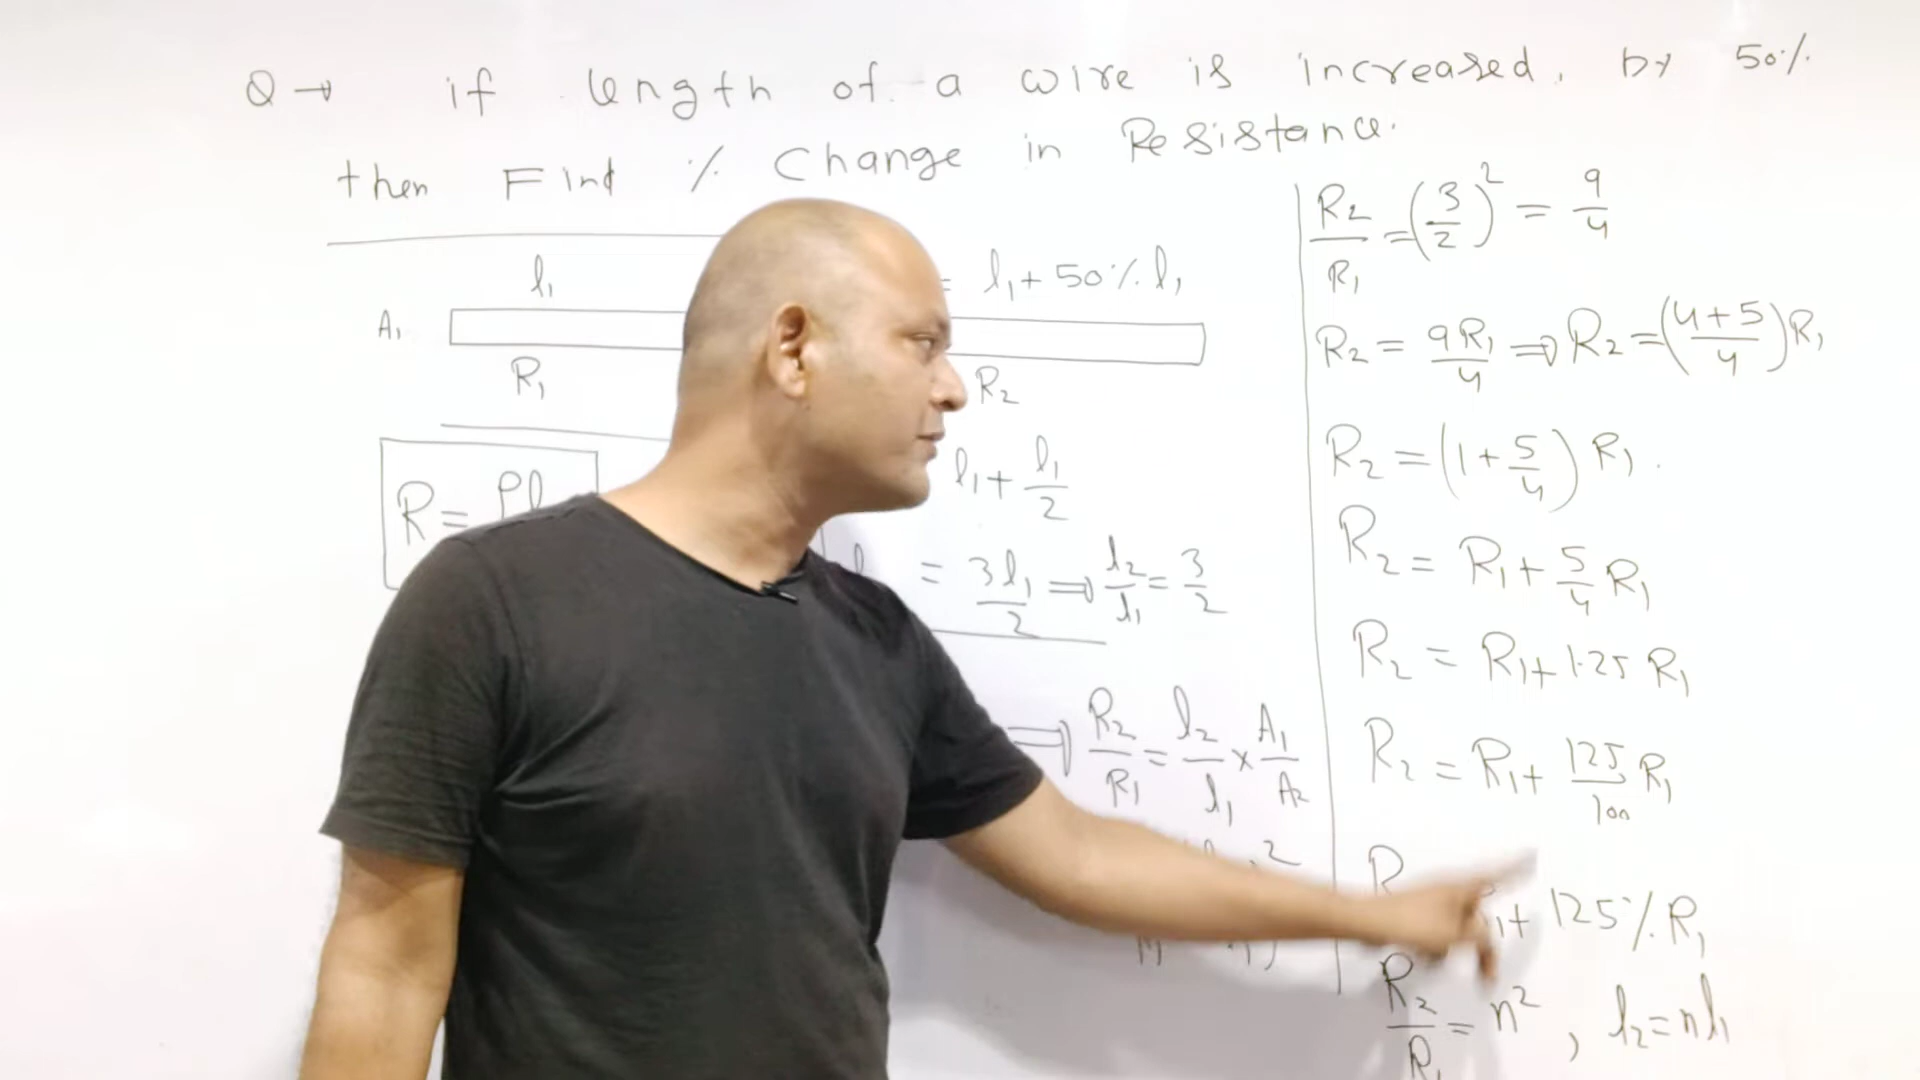 Q → if length of a wire is increased. by 50%
then Find % Change in Resistance.
l₁
= l₁ + 50% l₁
A₁
R₁
R₂
R = ρl
l₁ + l₁/2
= 3l₁/2 ⇒ l₂/l₁ = 3/2
⇒ R₂/R₁ = l₂/l₁ × A₁/A₂
R₂/R₁ = (3/2)² = 9/4
R₂ = 9R₁/4 ⇒ R₂ = (4+5/4) R₁
R₂ = (1 + 5/4) R₁.
R₂ = R₁ + 5/4 R₁
R₂ = R₁ + 1.25 R₁
R₂ = R₁ + 125/100 R₁
R
₁ + 125% R₁
R₂/R₁ = n² , l₂ = nl₁